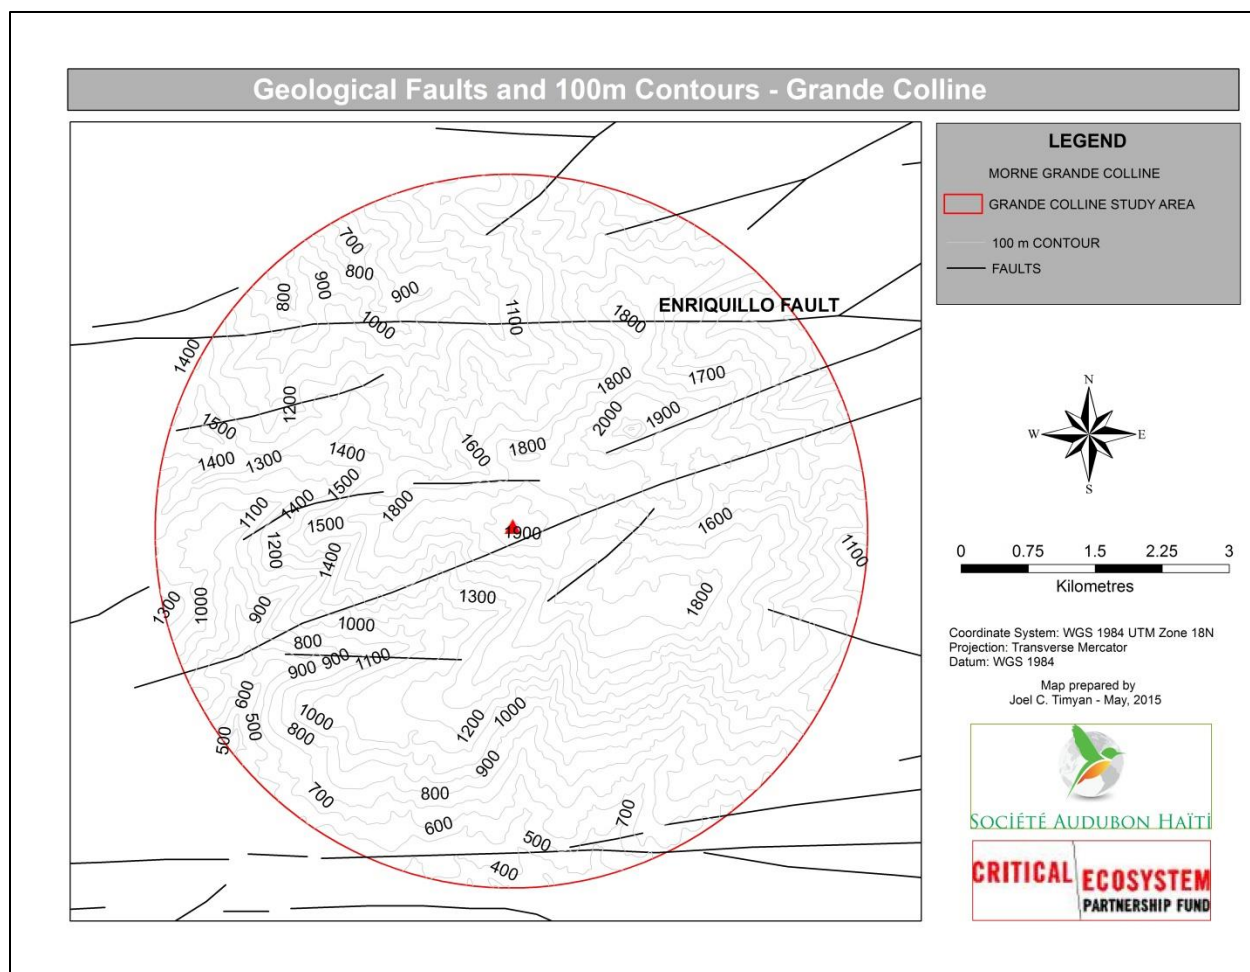 Geological Faults and 100m Contours - Grande Colline
LEGEND
MORNE GRANDE COLLINE
GRANDE COLLINE STUDY AREA
100 m CONTOUR
FAULTS
700
800
900
800
900
1000
1100
1800
ENRIQUILLO FAULT
1400
1200
1800
1700
1500
2000
1900
1400
1300
1400
1600
1800
1100
1400
1500
1800
1500
1900
1600
1100
1200
1400
1300
1000
900
1300
1800
1000
800
900
900
1100
600
500
500
1000
800
1200
1000
900
700
800
600
700
500
400
N
W
E
S
0 0.75 1.5 2.25 3
Kilometres
Coordinate System: WGS 1984 UTM Zone 18N
Projection: Transverse Mercator
Datum: WGS 1984
Map prepared by
Joel C. Timyan - May, 2015
SOCIÉTÉ AUDUBON HAÏTI
CRITICAL ECOSYSTEM
PARTNERSHIP FUND